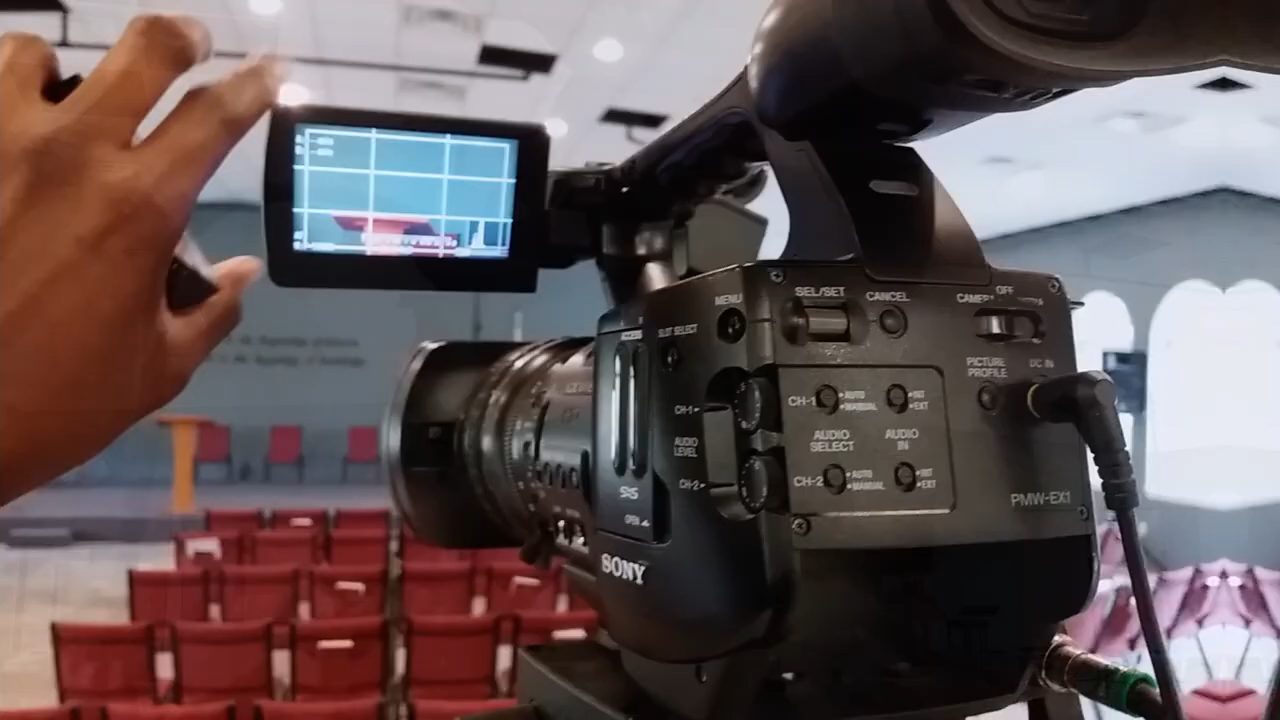 MENU
SEL/SET
CANCEL
OFF
SLOT SELECT
PICTURE
PROFILE
DC IN
CH-1
AUTO
MANUAL
INT
EXT
CH-1
AUDIO
LEVEL
CH-2
AUDIO
SELECT
AUDIO
IN
CH-2
AUTO
MANUAL
INT
EXT
SxS
OPEN
PMW-EX1
SONY